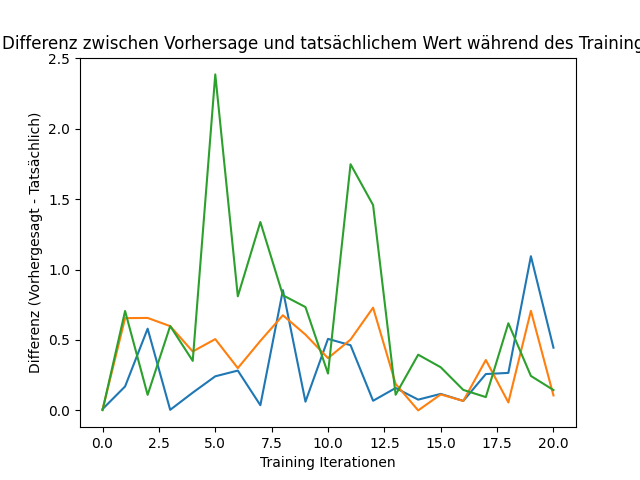 Differenz zwischen Vorhersage und tatsächlichem Wert während des Training
Differenz (Vorhergesagt - Tatsächlich)
2.5
2.0
1.5
1.0
0.5
0.0
0.0 2.5 5.0 7.5 10.0 12.5 15.0 17.5 20.0
Training Iterationen